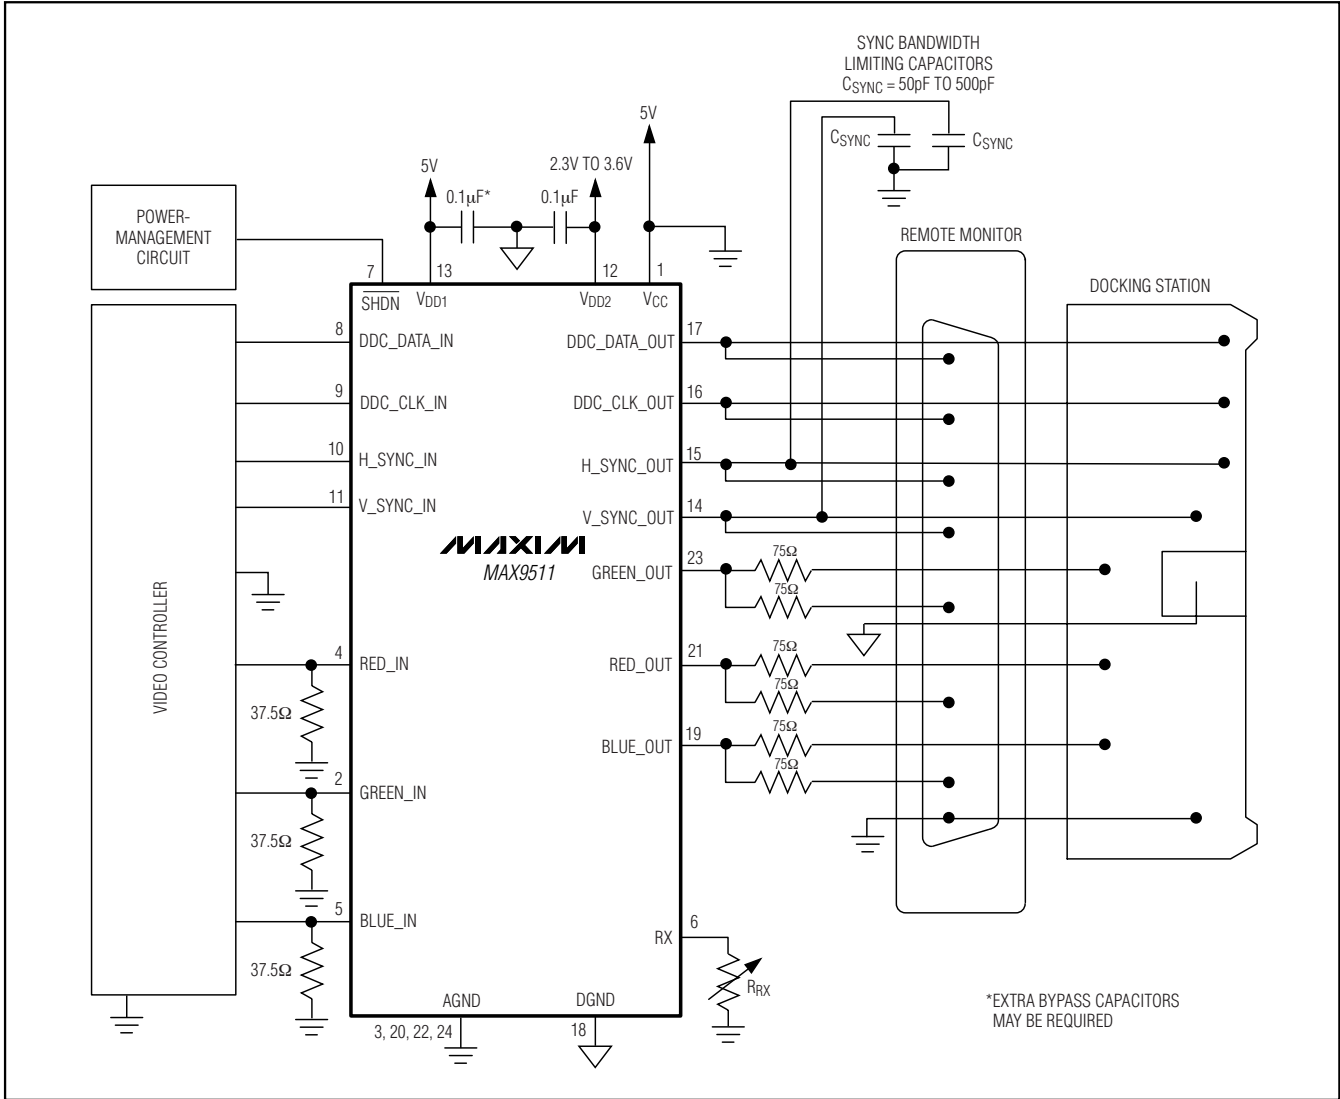 SYNC BANDWIDTH
LIMITING CAPACITORS
CSYNC = 50pF TO 500pF
5V
CSYNC
CSYNC
5V
2.3V TO 3.6V
0.1µF*
0.1µF
POWER-
MANAGEMENT
CIRCUIT
REMOTE MONITOR
DOCKING STATION
7
13
12
1
SHDN
VDD1
VDD2
VCC
8
DDC_DATA_IN
DDC_DATA_OUT
17
9
DDC_CLK_IN
DDC_CLK_OUT
16
10
H_SYNC_IN
H_SYNC_OUT
15
11
V_SYNC_IN
V_SYNC_OUT
14
MAXIM
MAX9511
GREEN_OUT
23
75Ω
75Ω
VIDEO CONTROLLER
4
RED_IN
RED_OUT
21
75Ω
75Ω
37.5Ω
BLUE_OUT
19
75Ω
75Ω
2
GREEN_IN
37.5Ω
5
BLUE_IN
37.5Ω
RX
6
RRX
AGND
DGND
3, 20, 22, 24
18
*EXTRA BYPASS CAPACITORS
MAY BE REQUIRED